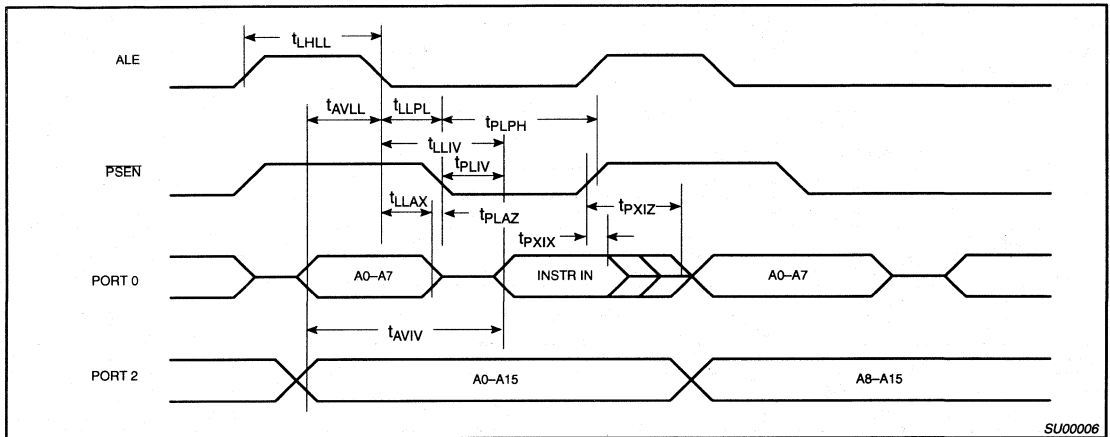 tLHLL
ALE
tAVLL
tLLPL
tPLPH
tLLIV
PSEN
tPLIV
tLLAX
tPLAZ
tPXIZ
tPXIX
PORT 0
A0–A7
INSTR IN
A0–A7
tAVIV
PORT 2
A0–A15
A8–A15
SU00006